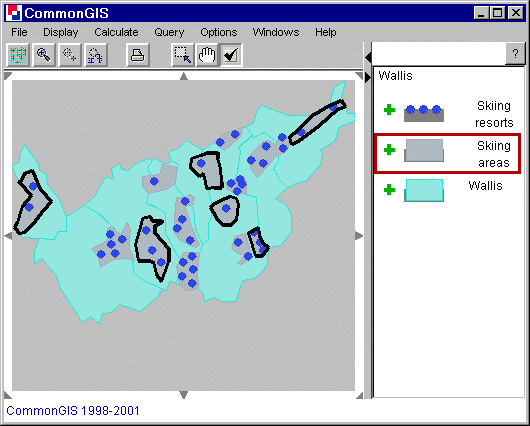 CommonGIS
File Display Calculate Query Options Windows Help
?
Wallis
Skiing
resorts
Skiing
areas
Wallis
CommonGIS 1998-2001